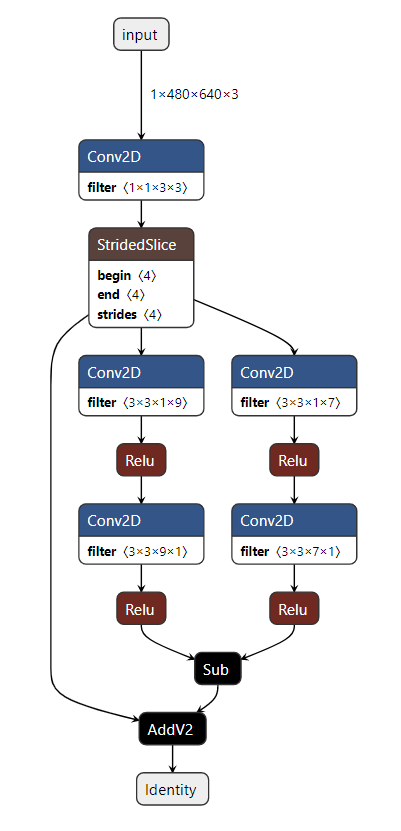 input
1×480×640×3
Conv2D
filter 〈1×1×3×3〉
StridedSlice
begin 〈4〉
end 〈4〉
strides 〈4〉
Conv2D
filter 〈3×3×1×9〉
Conv2D
filter 〈3×3×1×7〉
Relu
Relu
Conv2D
filter 〈3×3×9×1〉
Conv2D
filter 〈3×3×7×1〉
Relu
Relu
Sub
AddV2
Identity